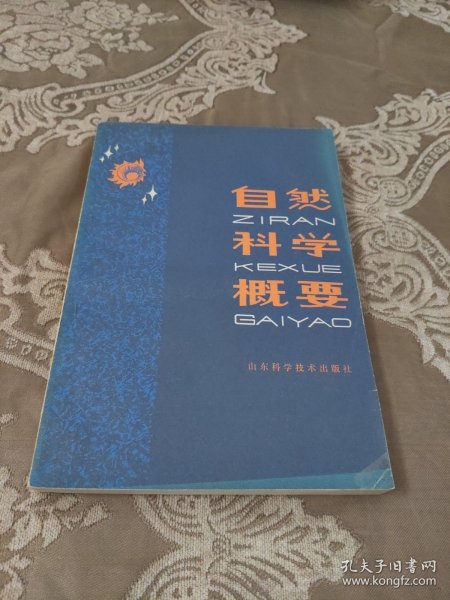 自然
ZIRAN
科学
KEXUE
概要
GAIYAO
山东科学技术出版社
孔夫子旧书网
www.kongfz.com